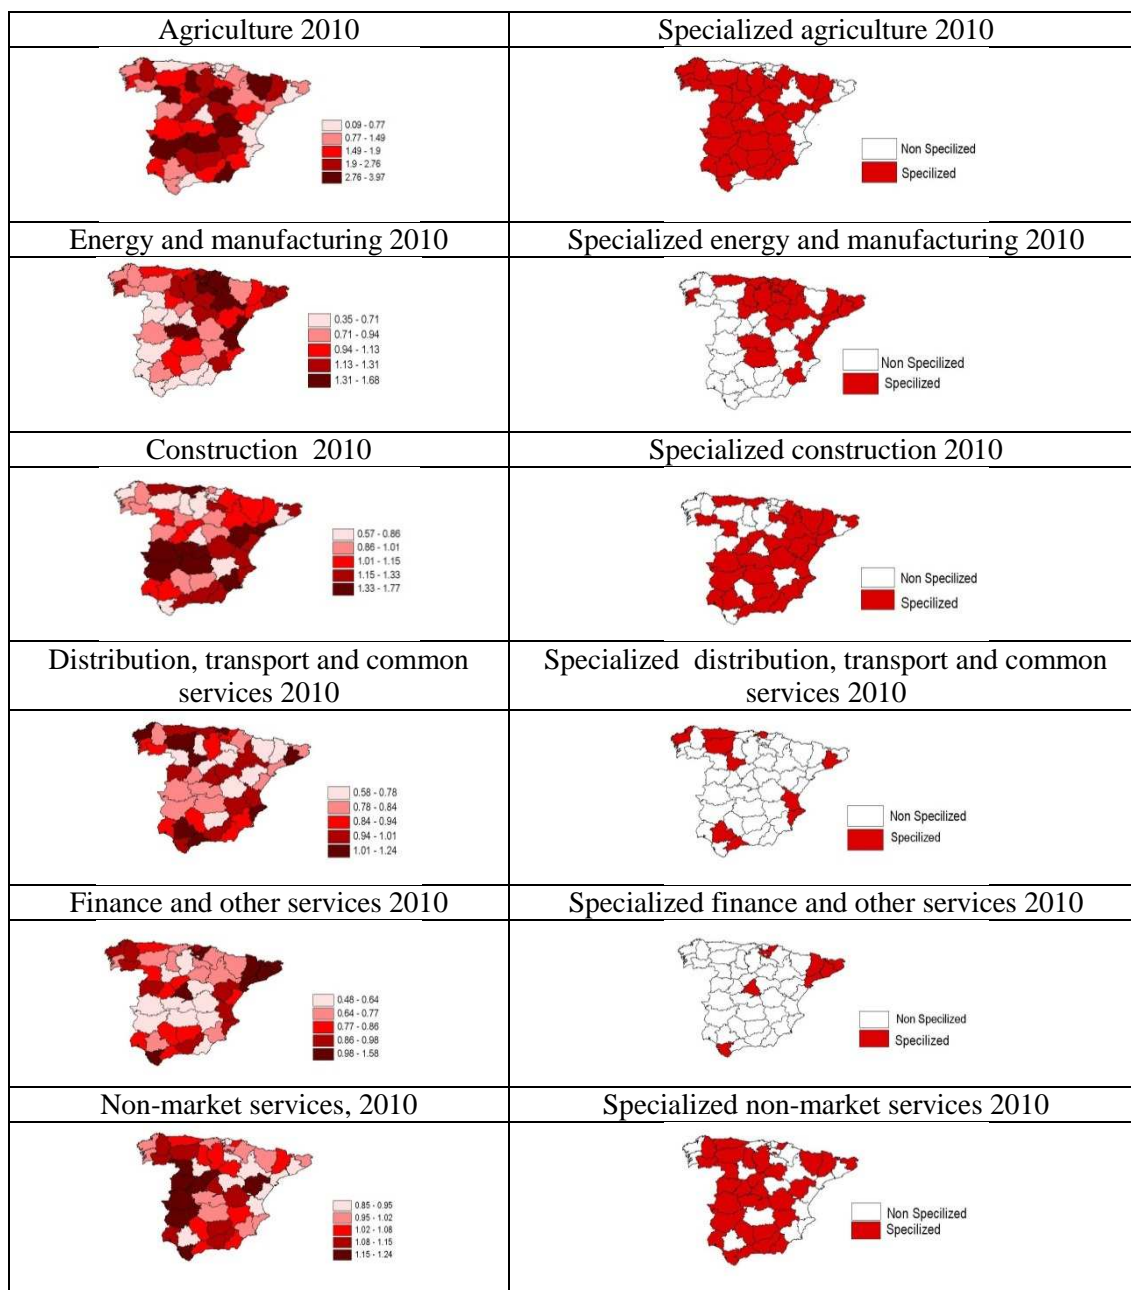 Agriculture 2010
Specialized agriculture 2010
0.09 - 0.77
0.77 - 1.49
1.49 - 1.9
1.9 - 2.76
2.76 - 3.97
Non Specilized
Specilized
Energy and manufacturing 2010
Specialized energy and manufacturing 2010
0.35 - 0.71
0.71 - 0.94
0.94 - 1.13
1.13 - 1.31
1.31 - 1.68
Non Specilized
Specilized
Construction 2010
Specialized construction 2010
0.57 - 0.86
0.86 - 1.01
1.01 - 1.15
1.15 - 1.33
1.33 - 1.77
Non Specilized
Specilized
Distribution, transport and common
services 2010
Specialized distribution, transport and common
services 2010
0.58 - 0.78
0.78 - 0.84
0.84 - 0.94
0.94 - 1.01
1.01 - 1.24
Non Specilized
Specilized
Finance and other services 2010
Specialized finance and other services 2010
0.48 - 0.64
0.64 - 0.77
0.77 - 0.86
0.86 - 0.98
0.98 - 1.58
Non Specilized
Specilized
Non-market services, 2010
Specialized non-market services 2010
0.85 - 0.95
0.95 - 1.02
1.02 - 1.08
1.08 - 1.15
1.15 - 1.24
Non Specilized
Specilized